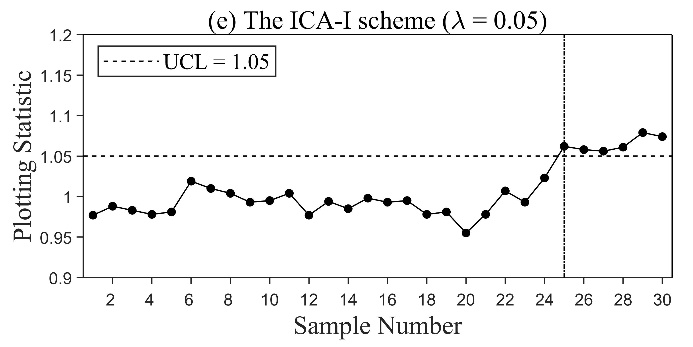 (e) The ICA-I scheme (λ = 0.05)
UCL = 1.05
Plotting Statistic
1.2
1.15
1.1
1.05
1
0.95
0.9
2 4 6 8 10 12 14 16 18 20 22 24 26 28 30
Sample Number